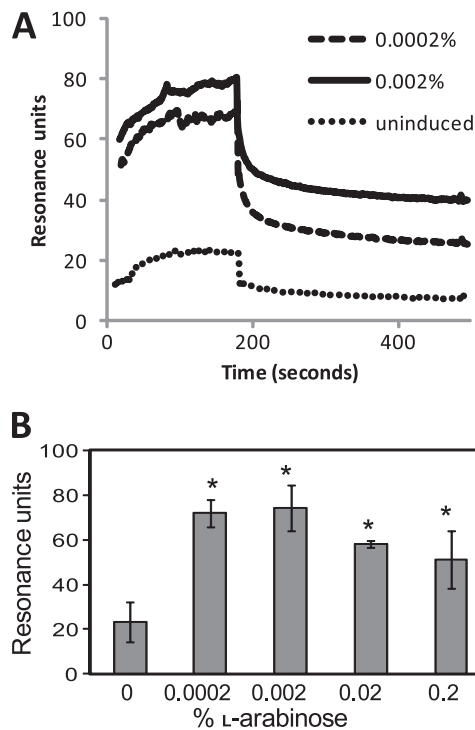 A
0.0002%
0.002%
uninduced
Resonance units
100
80
60
40
20
0
0
200
400
Time (seconds)
B
Resonance units
100
80
60
40
20
0
* * * *
0 0.0002 0.002 0.02 0.2
% L-arabinose